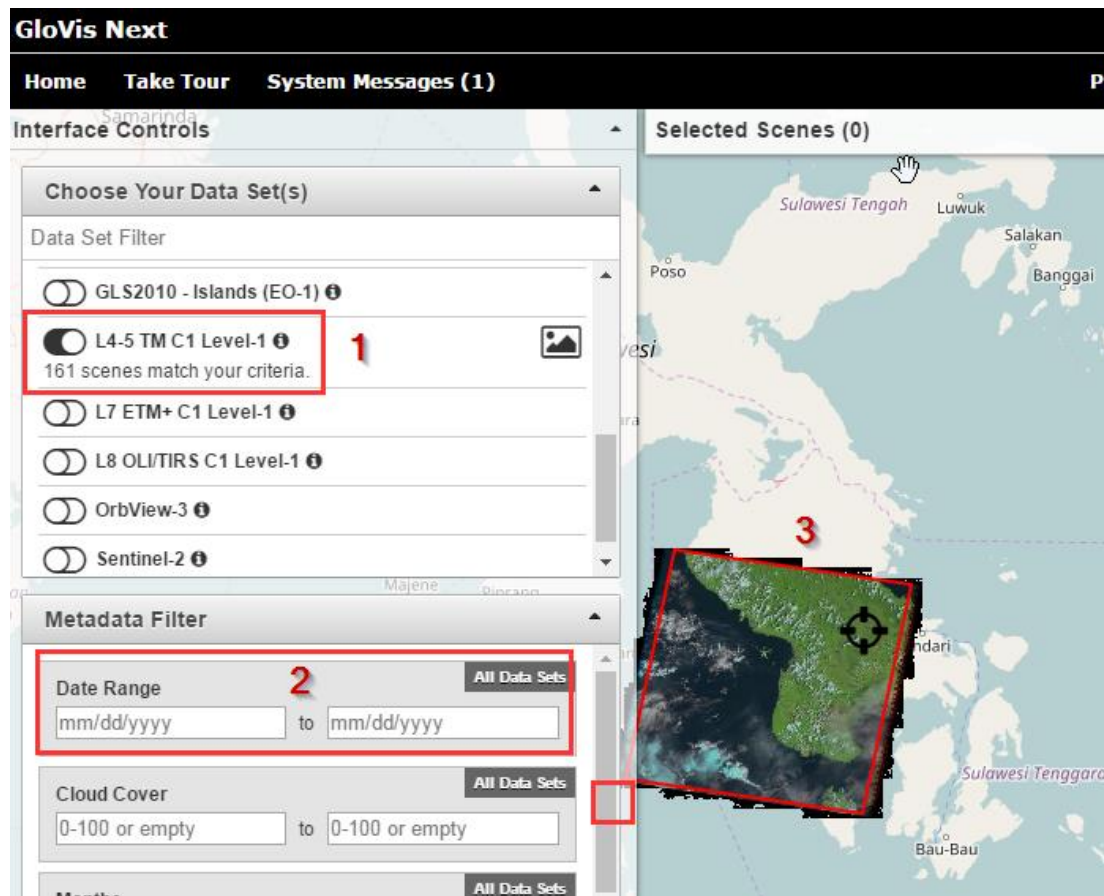 GloVis Next
Home Take Tour System Messages (1)
Samarinda
Interface Controls
Selected Scenes (0)
Choose Your Data Set(s)
Data Set Filter
GLS2010 - Islands (EO-1)
L4-5 TM C1 Level-1
161 scenes match your criteria.
1
L7 ETM+ C1 Level-1
L8 OLI/TIRS C1 Level-1
OrbView-3
Sentinel-2
Majene
Metadata Filter
2
Date Range
All Data Sets
mm/dd/yyyy to mm/dd/yyyy
Cloud Cover
All Data Sets
0-100 or empty to 0-100 or empty
All Data Sets
Sulawesi Tengah
Luwuk
Salakan
Poso
Banggai
3
ndari
Sulawesi Tenggara
Bau-Bau